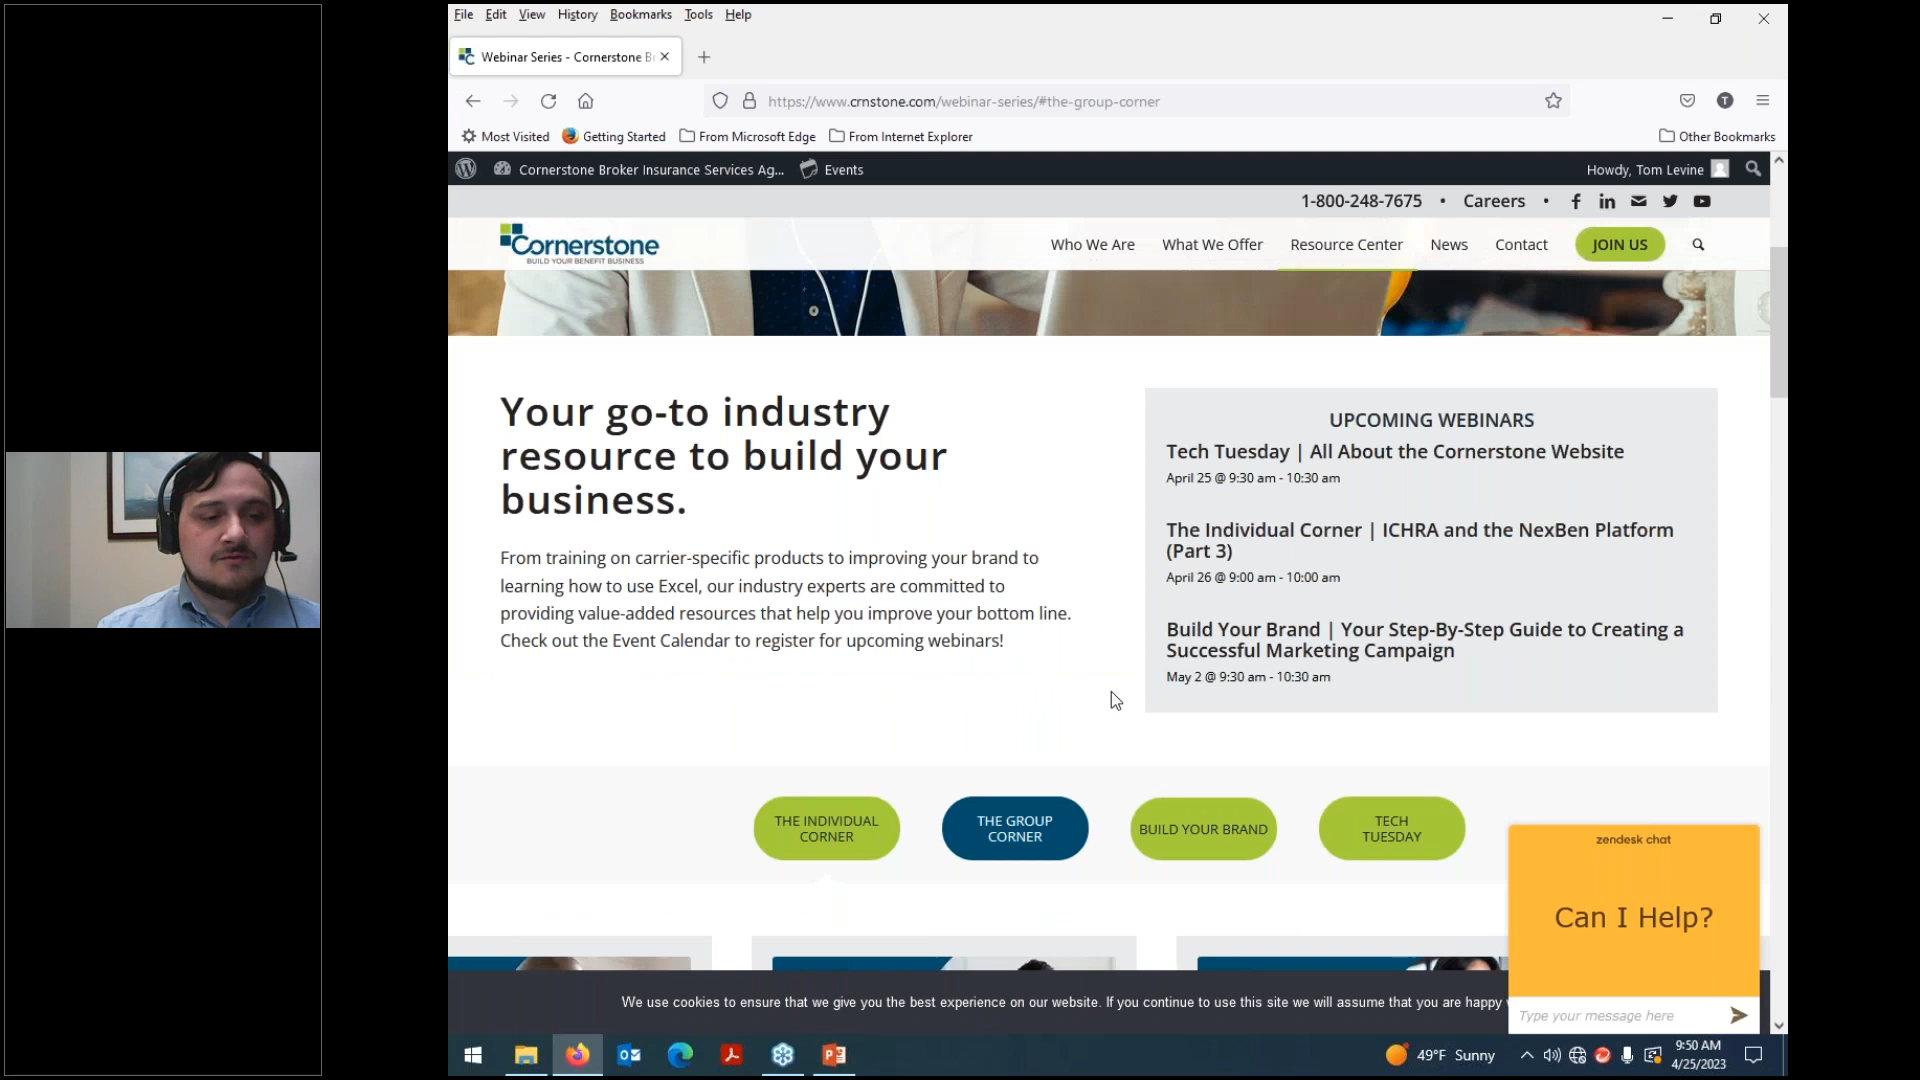 File Edit View History Bookmarks Tools Help
Webinar Series - Cornerstone Br
https://www.crnstone.com/webinar-series/#the-group-corner
Most Visited Getting Started From Microsoft Edge From Internet Explorer Other Bookmarks
Cornerstone Broker Insurance Services Ag... Events Howdy, Tom Levine
1-800-248-7675 • Careers •
Cornerstone
BUILD YOUR BENEFIT BUSINESS
Who We Are What We Offer Resource Center News Contact JOIN US
Your go-to industry
resource to build your
business.
From training on carrier-specific products to improving your brand to
learning how to use Excel, our industry experts are committed to
providing value-added resources that help you improve your bottom line.
Check out the Event Calendar to register for upcoming webinars!
UPCOMING WEBINARS
Tech Tuesday | All About the Cornerstone Website
April 25 @ 9:30 am - 10:30 am
The Individual Corner | ICHRA and the NexBen Platform
(Part 3)
April 26 @ 9:00 am - 10:00 am
Build Your Brand | Your Step-By-Step Guide to Creating a
Successful Marketing Campaign
May 2 @ 9:30 am - 10:30 am
THE INDIVIDUAL
CORNER
THE GROUP
CORNER
BUILD YOUR BRAND
TECH
TUESDAY
zendesk chat
Can I Help?
Type your message here
We use cookies to ensure that we give you the best experience on our website. If you continue to use this site we will assume that you are happy
49°F Sunny
9:50 AM
4/25/2023